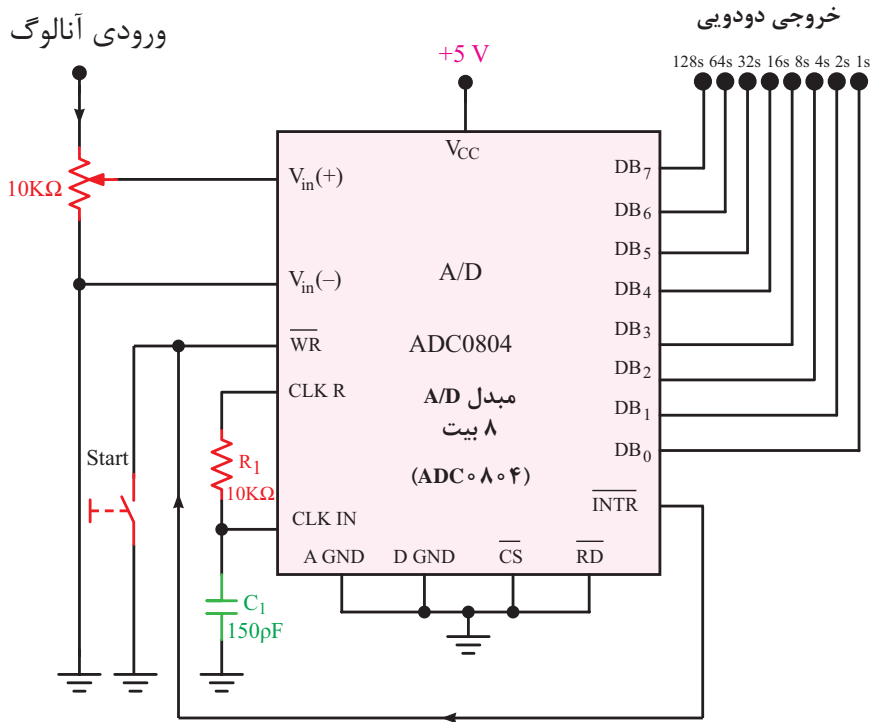 خروجی دودویی
ورودی آنالوگ
128s 64s 32s 16s 8s 4s 2s 1s
+5 V
VCC
10KΩ
Vin(+)
Vin(–)
WR
CLK R
CLK IN
A/D
ADC0804
مبدل A/D
۸ بیت
(ADC۰۸۰۴)
DB7
DB6
DB5
DB4
DB3
DB2
DB1
DB0
INTR
Start
R1
10KΩ
C1
150ρF
A GND D GND CS RD